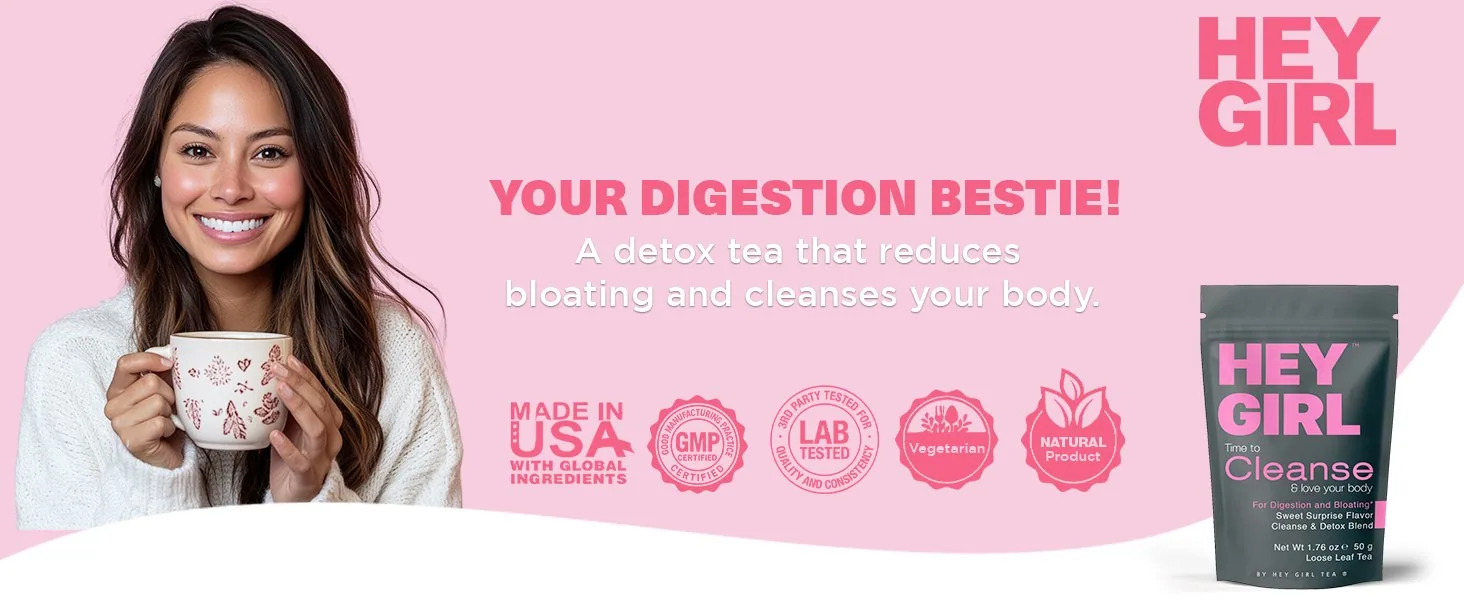 HEY
GIRL
YOUR DIGESTION BESTIE!
A detox tea that reduces
bloating and cleanses your body.
MADE IN
USA
WITH GLOBAL
INGREDIENTS
GOOD MANUFACTURING PRACTICE
GMP
CERTIFIED
CERTIFIED
3RD PARTY TESTED FOR
LAB
TESTED
QUALITY AND CONSISTENCY
Vegetarian
NATURAL
Product
HEY
GIRL™
Time to
Cleanse
& love your body
For Digestion and Bloating*
Sweet Surprise Flavor
Cleanse & Detox Blend
Net Wt 1.76 oz ℮ 50 g
Loose Leaf Tea
BY HEY GIRL TEA ®